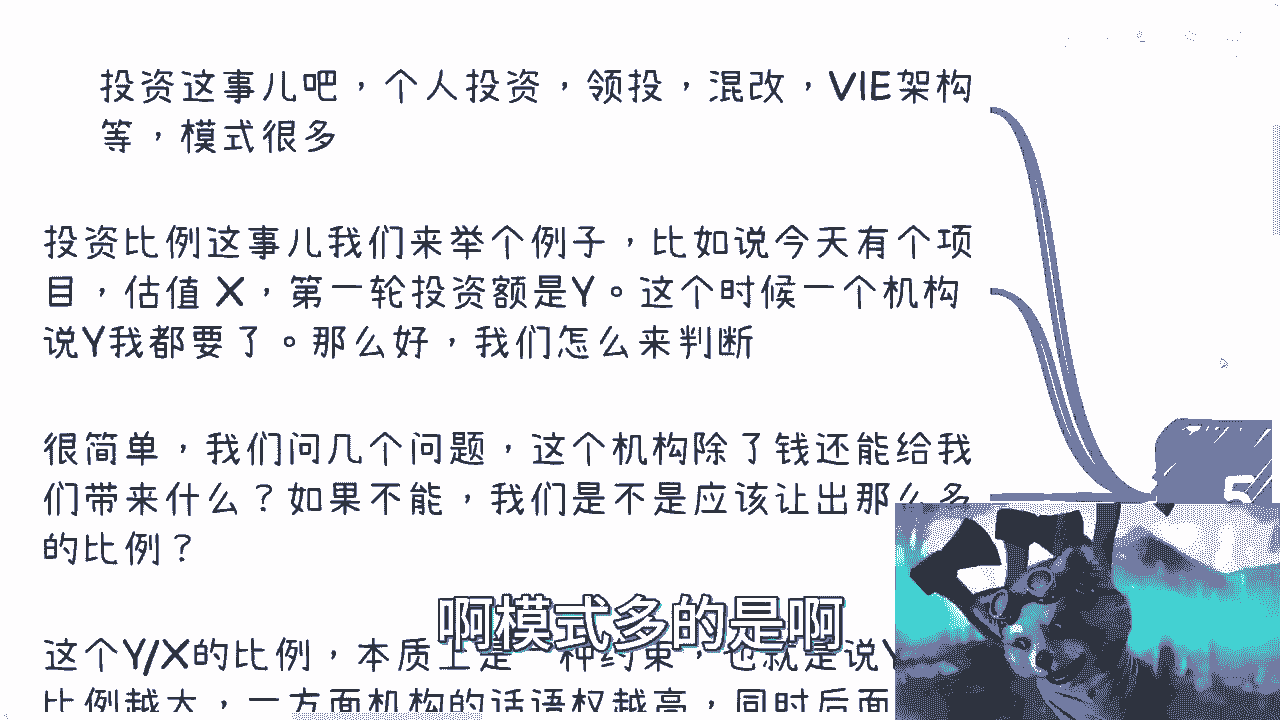 投资这事儿吧，个人投资，领投，混改，VIE架构
等，模式很多
投资比例这事儿我们来举个例子，比如说今天有个项
目，估值 X，第一轮投资额是Y。这个时候一个机构
说Y我都要了。那么好，我们怎么来判断
很简单，我们问几个问题，这个机构除了钱还能给我
们带来什么？如果不能，我们是不是应该让出那么多
的比例？
这个Y/X的比例，本质上是一种约束，也就是说Y
比例越大，一方面机构的话语权越高，同时后面
5
啊模式多的是啊